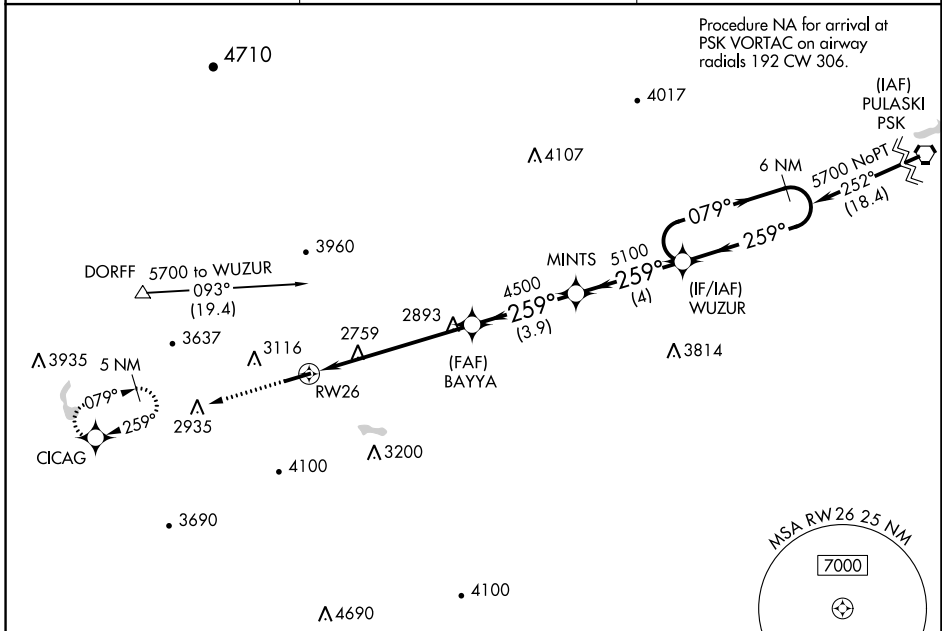 Procedure NA for arrival at
PSK VORTAC on airway
radials 192 CW 306.
4710
4017
(IAF)
PULASKI
PSK
4107
6 NM
5700 NoPT
252°
(18.4)
079°
259°
3960
MINTS
5100
259°
(4)
(IF/IAF)
WUZUR
DORFF
5700 to WUZUR
093°
(19.4)
4500
259°
(3.9)
2893
2759
3637
3116
3935
5 NM
(FAF)
BAYYA
3814
RW26
079°
259°
2935
CICAG
3200
4100
3690
MSA RW26 25 NM
7000
4100
4690